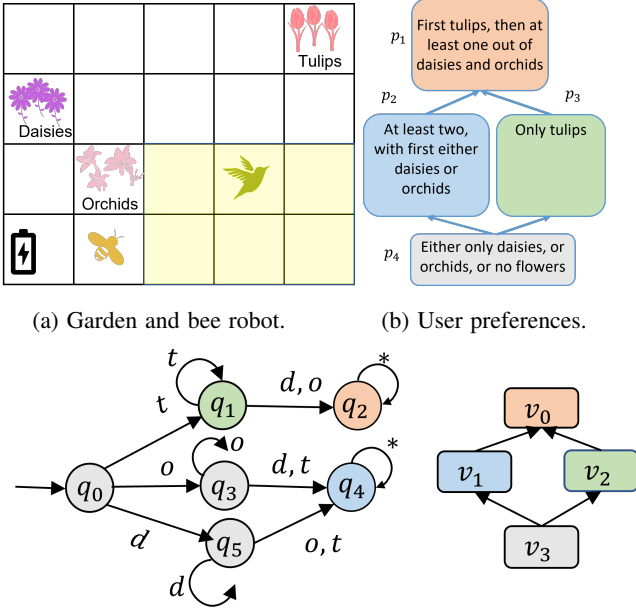 Tulips
Daisies
Orchids
p₁
First tulips, then at
least one out of
daisies and orchids
p₂
p₃
At least two,
with first either
daisies or
orchids
Only tulips
p₄
Either only daisies, or
orchids, or no flowers
(a) Garden and bee robot.
(b) User preferences.
t
t
q₁
d, o
q₂
*
q₀
o
o
q₃
d, t
q₄
*
d
q₅
o, t
d
v₀
v₁
v₂
v₃